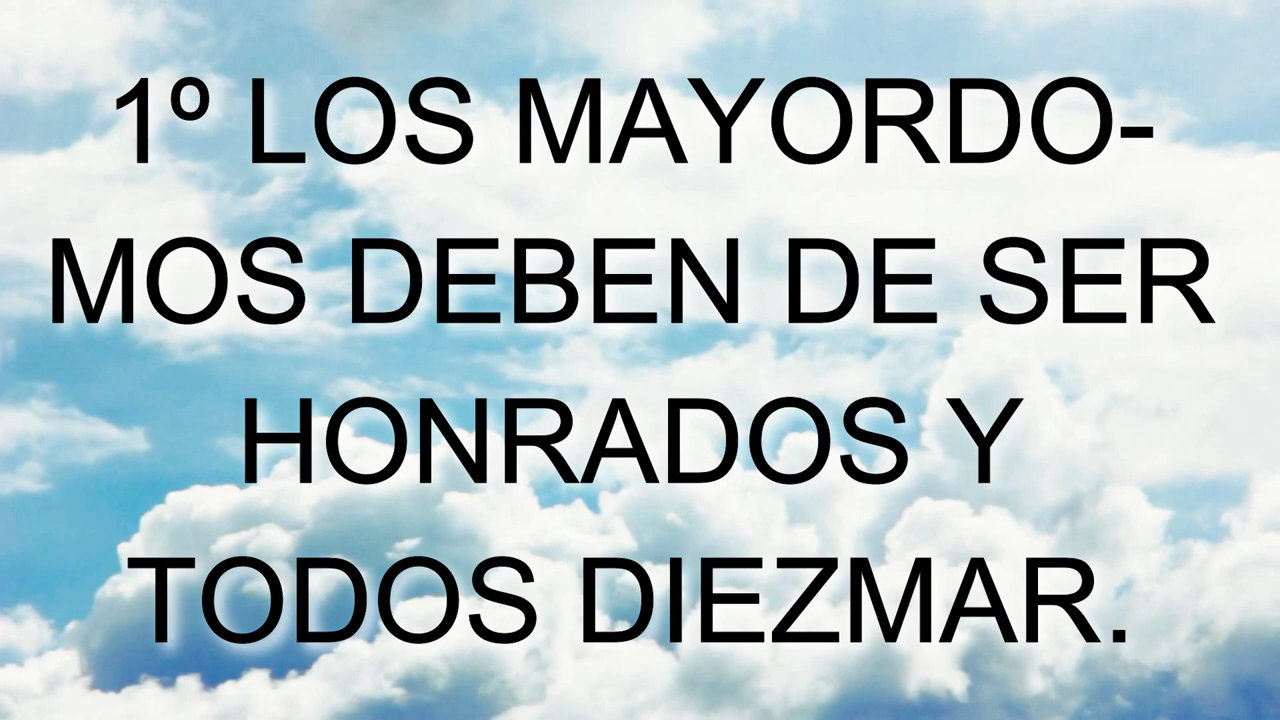 1º LOS MAYORDO-
MOS DEBEN DE SER
HONRADOS Y
TODOS DIEZMAR.